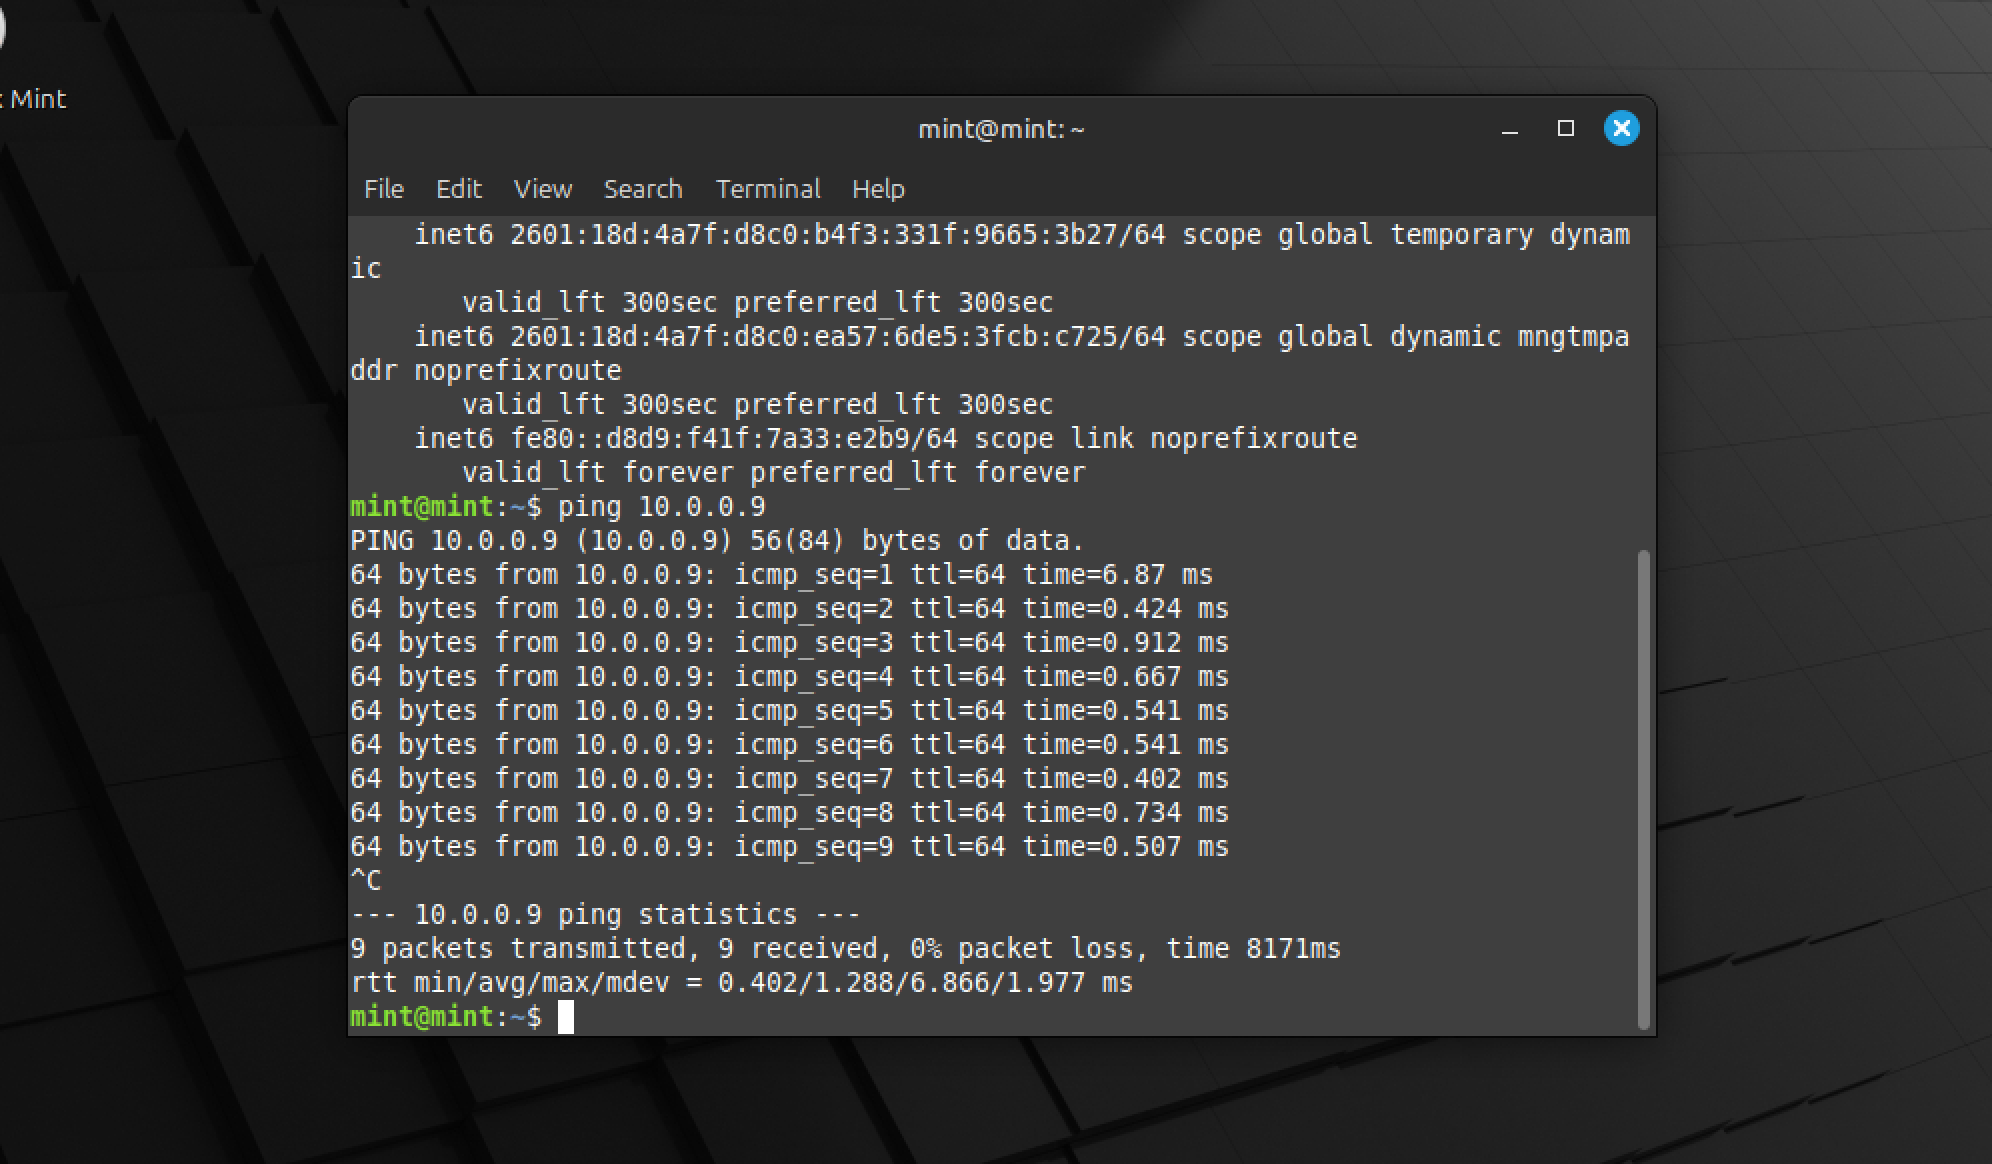 Mint
mint@mint: ~
File Edit View Search Terminal Help
    inet6 2601:18d:4a7f:d8c0:b4f3:331f:9665:3b27/64 scope global temporary dynam
ic
       valid_lft 300sec preferred_lft 300sec
    inet6 2601:18d:4a7f:d8c0:ea57:6de5:3fcb:c725/64 scope global dynamic mngtmpa
ddr noprefixroute
       valid_lft 300sec preferred_lft 300sec
    inet6 fe80::d8d9:f41f:7a33:e2b9/64 scope link noprefixroute
       valid_lft forever preferred_lft forever
mint@mint:~$ ping 10.0.0.9
PING 10.0.0.9 (10.0.0.9) 56(84) bytes of data.
64 bytes from 10.0.0.9: icmp_seq=1 ttl=64 time=6.87 ms
64 bytes from 10.0.0.9: icmp_seq=2 ttl=64 time=0.424 ms
64 bytes from 10.0.0.9: icmp_seq=3 ttl=64 time=0.912 ms
64 bytes from 10.0.0.9: icmp_seq=4 ttl=64 time=0.667 ms
64 bytes from 10.0.0.9: icmp_seq=5 ttl=64 time=0.541 ms
64 bytes from 10.0.0.9: icmp_seq=6 ttl=64 time=0.541 ms
64 bytes from 10.0.0.9: icmp_seq=7 ttl=64 time=0.402 ms
64 bytes from 10.0.0.9: icmp_seq=8 ttl=64 time=0.734 ms
64 bytes from 10.0.0.9: icmp_seq=9 ttl=64 time=0.507 ms
^C
--- 10.0.0.9 ping statistics ---
9 packets transmitted, 9 received, 0% packet loss, time 8171ms
rtt min/avg/max/mdev = 0.402/1.288/6.866/1.977 ms
mint@mint:~$